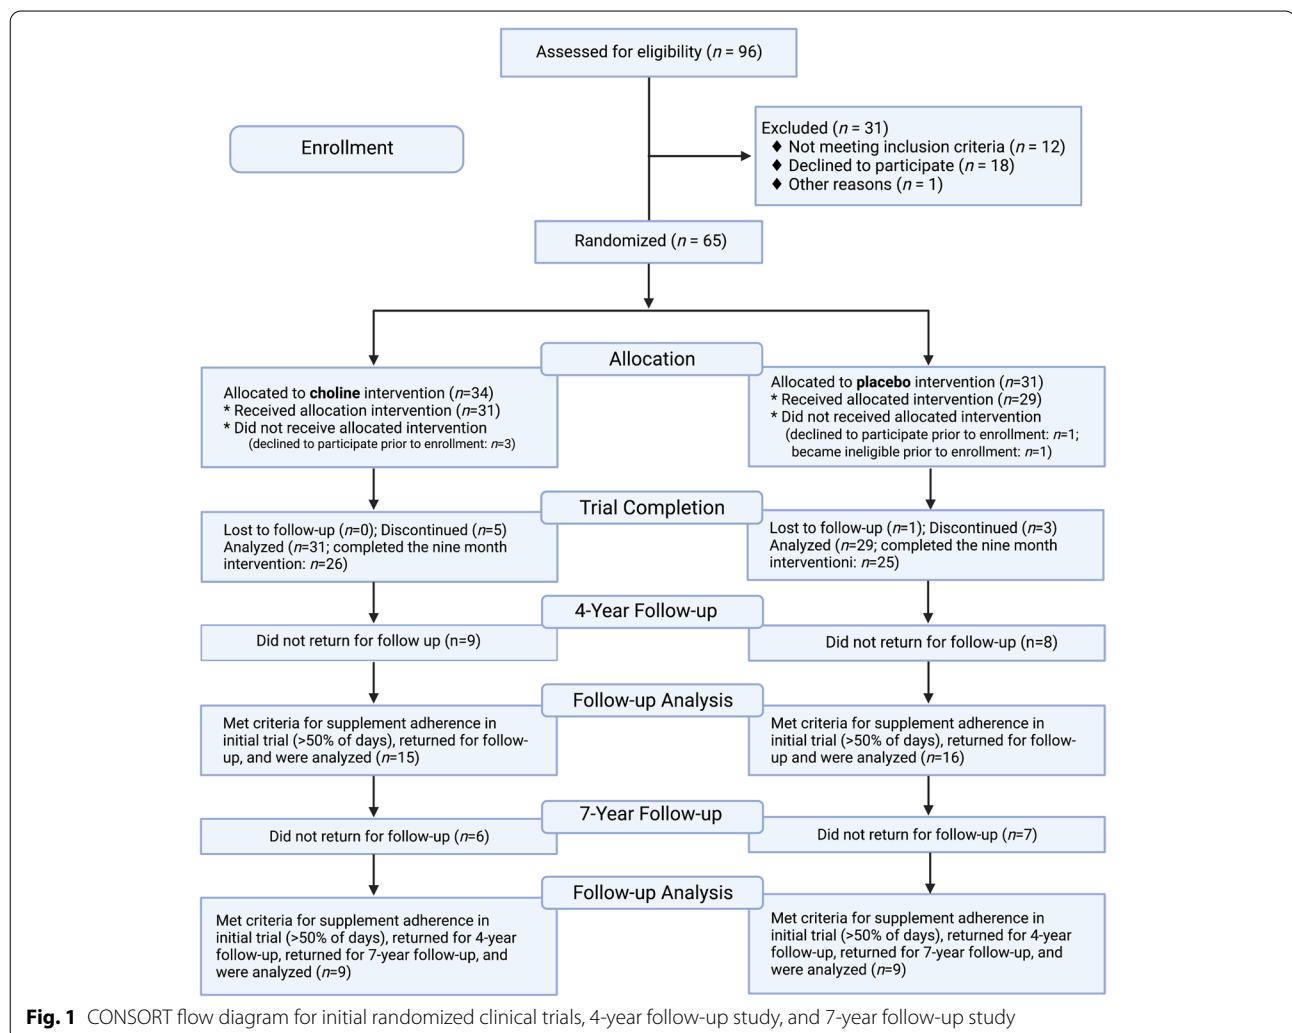 Assessed for eligibility (n = 96)
Enrollment
Excluded (n = 31)
♦ Not meeting inclusion criteria (n = 12)
♦ Declined to participate (n = 18)
♦ Other reasons (n = 1)
Randomized (n = 65)
Allocation
Allocated to choline intervention (n=34)
* Received allocation intervention (n=31)
* Did not receive allocated intervention
(declined to participate prior to enrollment: n=3)
Allocated to placebo intervention (n=31)
* Received allocated intervention (n=29)
* Did not received allocated intervention
(declined to participate prior to enrollment: n=1;
became ineligible prior to enrollment: n=1)
Trial Completion
Lost to follow-up (n=0); Discontinued (n=5)
Analyzed (n=31; completed the nine month
intervention: n=26)
Lost to follow-up (n=1); Discontinued (n=3)
Analyzed (n=29; completed the nine month
interventioni: n=25)
4-Year Follow-up
Did not return for follow up (n=9)
Did not return for follow-up (n=8)
Follow-up Analysis
Met criteria for supplement adherence in
initial trial (>50% of days), returned for follow-
up, and were analyzed (n=15)
Met criteria for supplement adherence in
initial trial (>50% of days), returned for follow-
up and were analyzed (n=16)
7-Year Follow-up
Did not return for follow-up (n=6)
Did not return for follow-up (n=7)
Follow-up Analysis
Met criteria for supplement adherence in
initial trial (>50% of days), returned for 4-year
follow-up, returned for 7-year follow-up, and
were analyzed (n=9)
Met criteria for supplement adherence in
initial trial (>50% of days), returned for 4-year
follow-up, returned for 7-year follow-up, and
were analyzed (n=9)
Fig. 1 CONSORT flow diagram for initial randomized clinical trials, 4-year follow-up study, and 7-year follow-up study